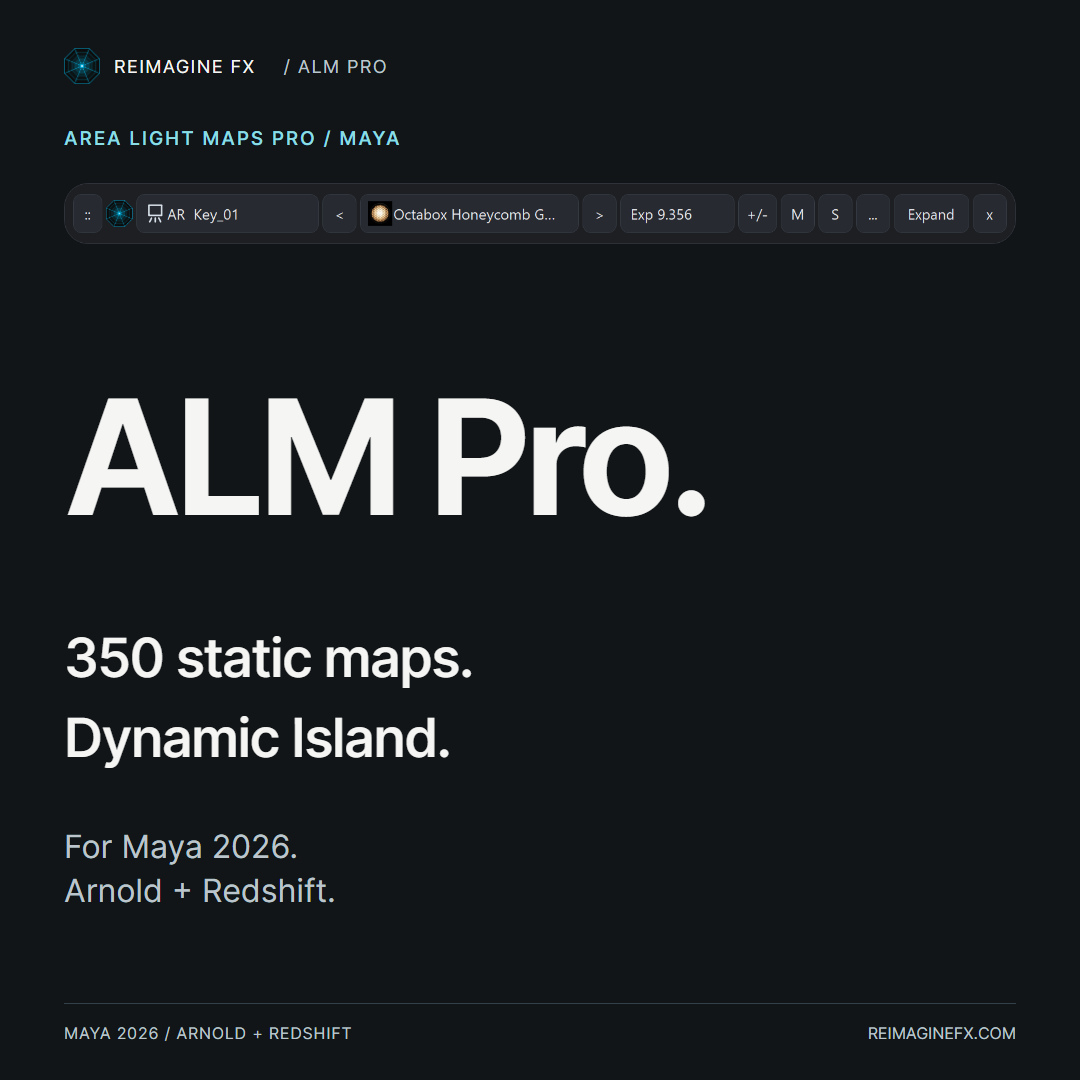 REIMAGINE FX / ALM PRO
AREA LIGHT MAPS PRO / MAYA
:: AR Key_01 < Octabox Honeycomb G... > Exp 9.356 +/- M S ... Expand x
ALM Pro.
350 static maps.
Dynamic Island.
For Maya 2026.
Arnold + Redshift.
MAYA 2026 / ARNOLD + REDSHIFT REIMAGINEFX.COM